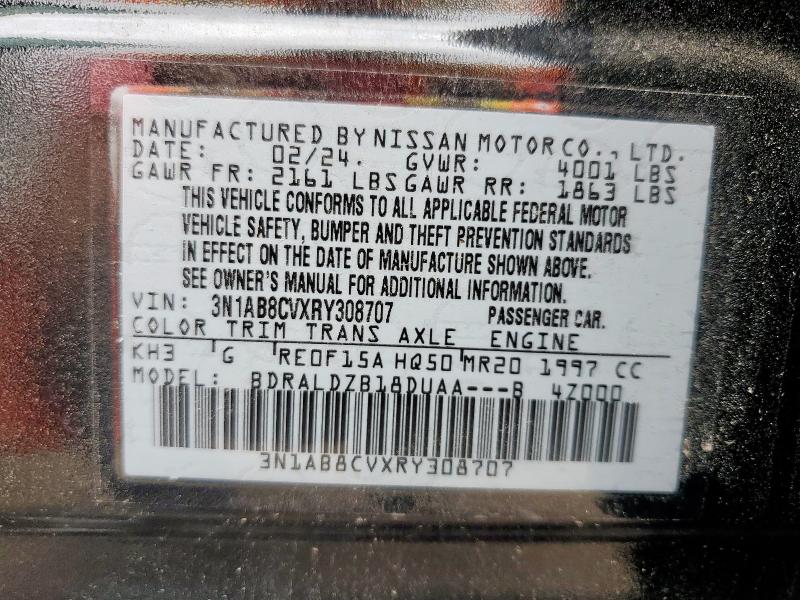 MANUFACTURED BY NISSAN MOTOR CO., LTD.
DATE: 02/24. GVWR: 4001 LBS
GAWR FR: 2161 LBS GAWR RR: 1863 LBS
THIS VEHICLE CONFORMS TO ALL APPLICABLE FEDERAL MOTOR
VEHICLE SAFETY, BUMPER AND THEFT PREVENTION STANDARDS
IN EFFECT ON THE DATE OF MANUFACTURE SHOWN ABOVE.
SEE OWNER'S MANUAL FOR ADDITIONAL INFORMATION.
VIN: 3N1AB8CVXRY308707 PASSENGER CAR.
COLOR TRIM TRANS AXLE ENGINE
KH3 G RE0F15A HQ50 MR20 1997 CC
MODEL: BDRALDZB18DUAA---B 4Z000
3N1AB8CVXRY308707